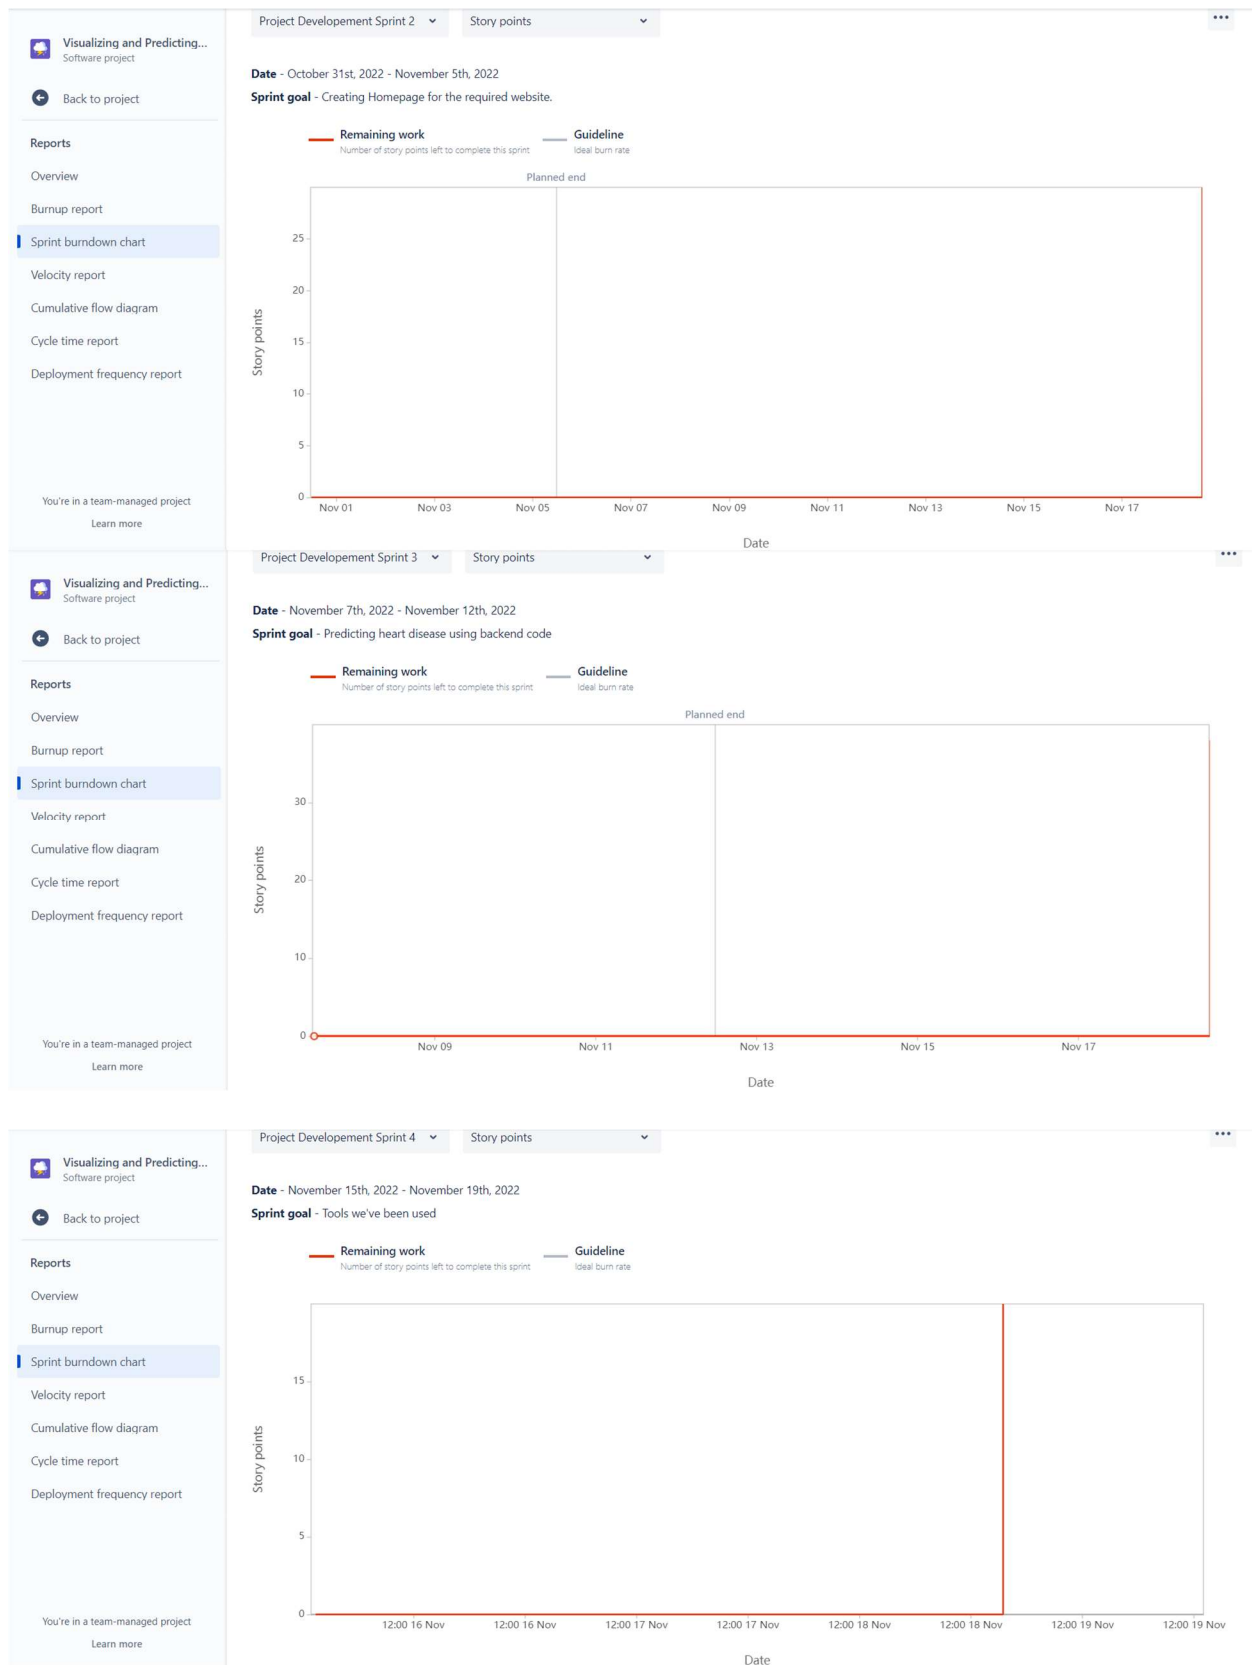 Project Developement Sprint 2
Story points
Visualizing and Predicting...
Software project
Back to project
Reports
Overview
Burnup report
Sprint burndown chart
Velocity report
Cumulative flow diagram
Cycle time report
Deployment frequency report
You're in a team-managed project
Learn more
Date - October 31st, 2022 - November 5th, 2022
Sprint goal - Creating Homepage for the required website.
Remaining work
Number of story points left to complete this sprint
Guideline
Ideal burn rate
Planned end
Story points
25
20
15
10
5
0
Nov 01 Nov 03 Nov 05 Nov 07 Nov 09 Nov 11 Nov 13 Nov 15 Nov 17
Date
Project Developement Sprint 3
Story points
Visualizing and Predicting...
Software project
Back to project
Reports
Overview
Burnup report
Sprint burndown chart
Velocity report
Cumulative flow diagram
Cycle time report
Deployment frequency report
You're in a team-managed project
Learn more
Date - November 7th, 2022 - November 12th, 2022
Sprint goal - Predicting heart disease using backend code
Remaining work
Number of story points left to complete this sprint
Guideline
Ideal burn rate
Planned end
Story points
30
20
10
0
Nov 09 Nov 11 Nov 13 Nov 15 Nov 17
Date
Project Developement Sprint 4
Story points
Visualizing and Predicting...
Software project
Back to project
Reports
Overview
Burnup report
Sprint burndown chart
Velocity report
Cumulative flow diagram
Cycle time report
Deployment frequency report
You're in a team-managed project
Learn more
Date - November 15th, 2022 - November 19th, 2022
Sprint goal - Tools we've been used
Remaining work
Number of story points left to complete this sprint
Guideline
Ideal burn rate
Story points
15
10
5
0
12:00 16 Nov 12:00 16 Nov 12:00 17 Nov 12:00 17 Nov 12:00 18 Nov 12:00 18 Nov 12:00 19 Nov 12:00 19 Nov
Date